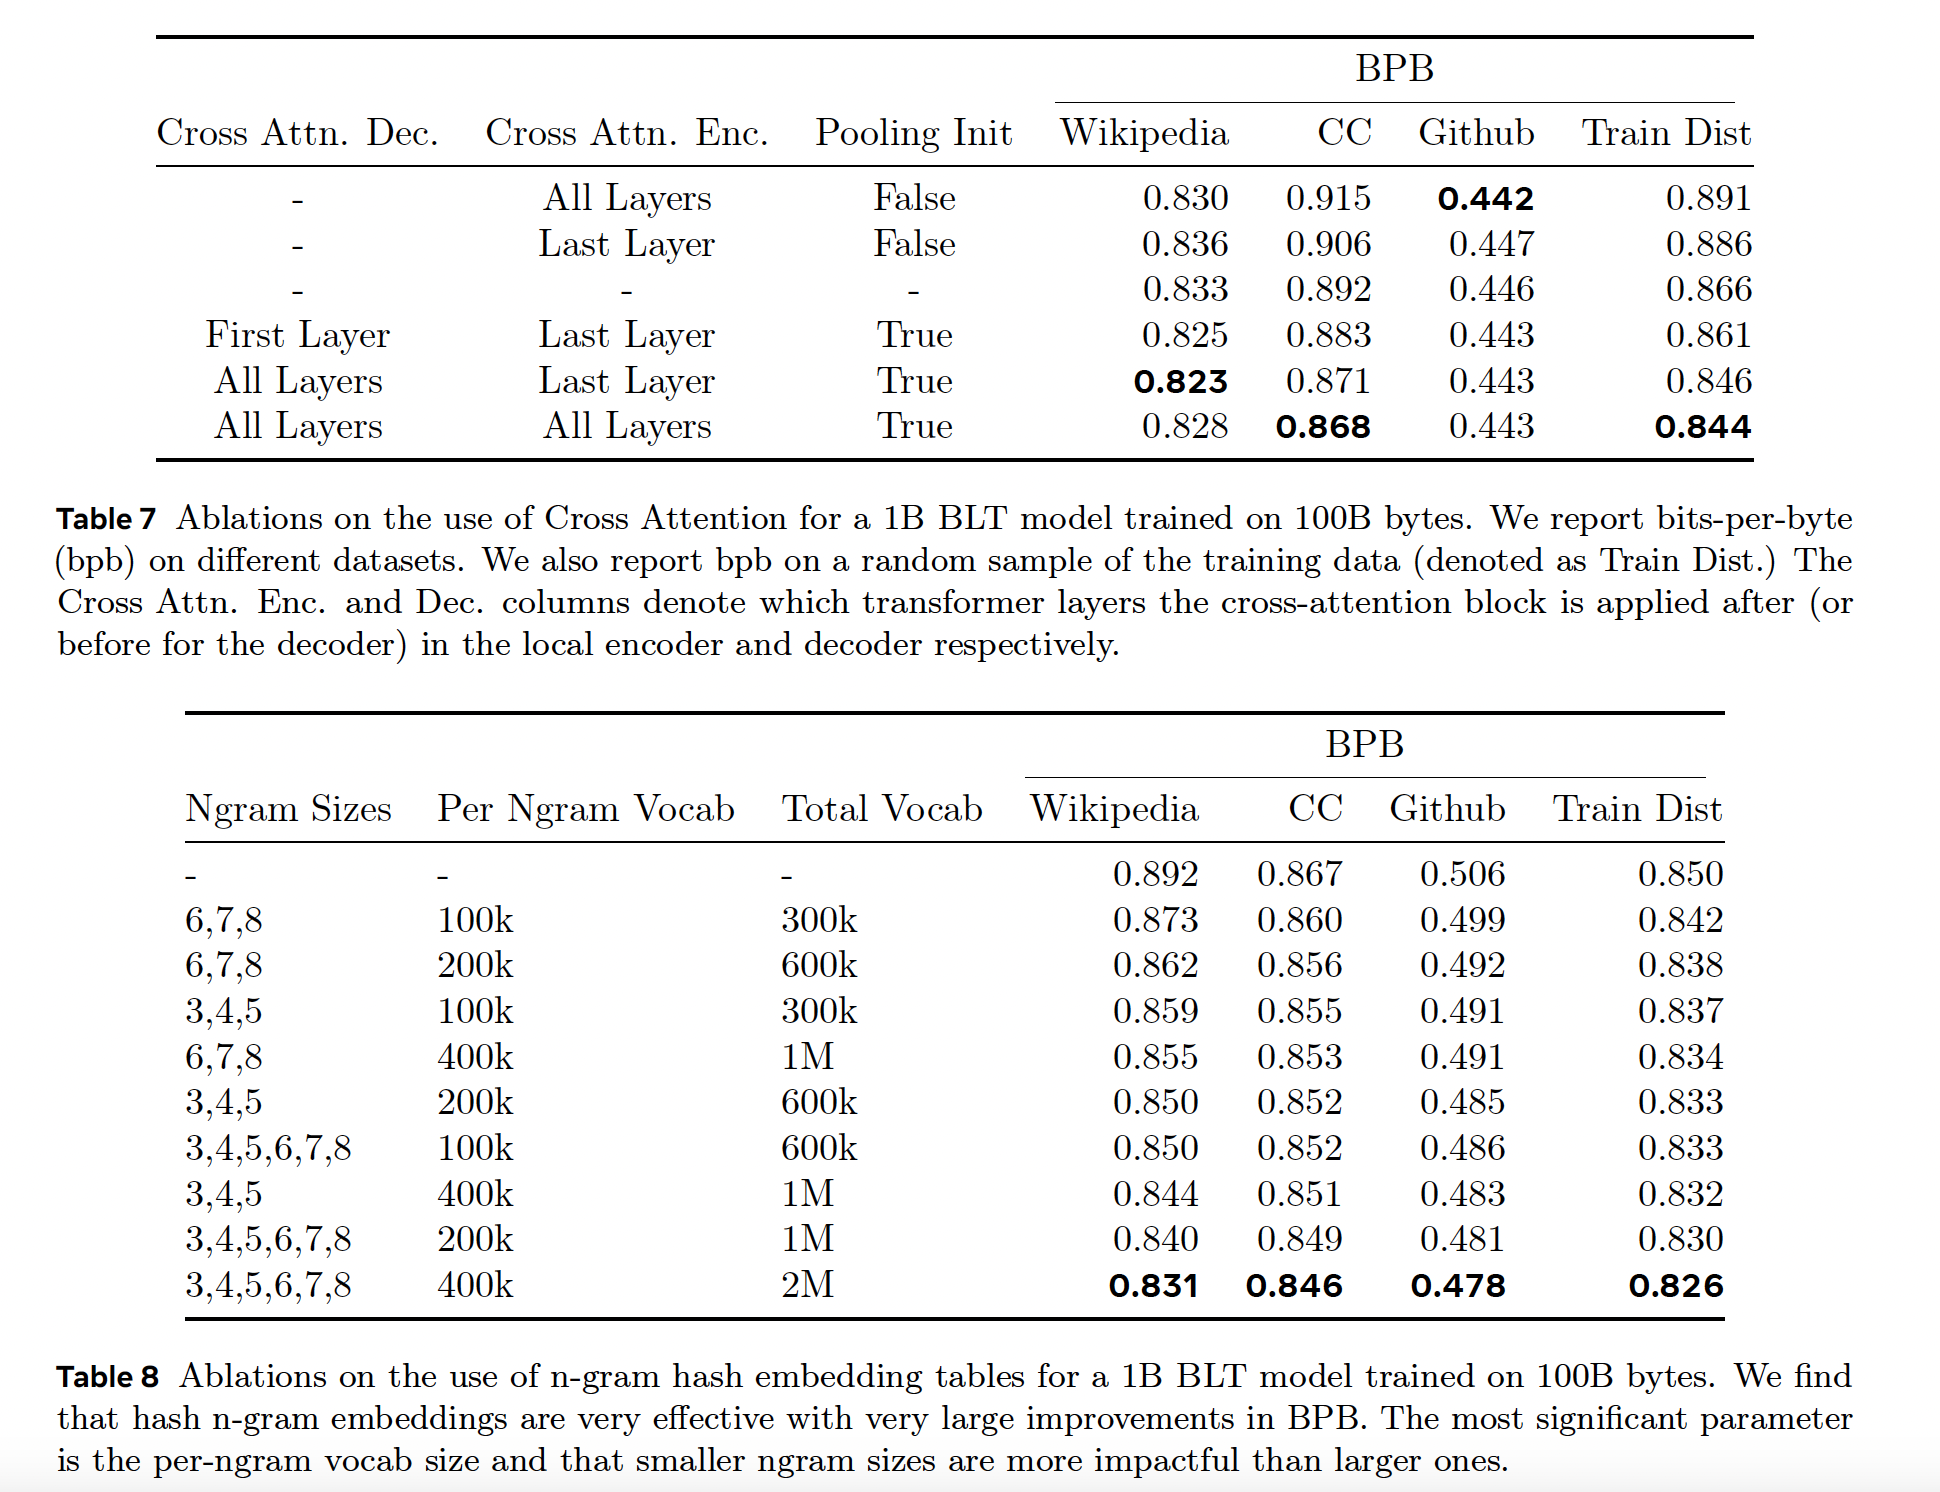 BPB
Cross Attn. Dec. Cross Attn. Enc. Pooling Init Wikipedia CC Github Train Dist
- All Layers False 0.830 0.915 0.442 0.891
- Last Layer False 0.836 0.906 0.447 0.886
- - - 0.833 0.892 0.446 0.866
First Layer Last Layer True 0.825 0.883 0.443 0.861
All Layers Last Layer True 0.823 0.871 0.443 0.846
All Layers All Layers True 0.828 0.868 0.443 0.844
Table 7 Ablations on the use of Cross Attention for a 1B BLT model trained on 100B bytes. We report bits-per-byte
(bpb) on different datasets. We also report bpb on a random sample of the training data (denoted as Train Dist.) The
Cross Attn. Enc. and Dec. columns denote which transformer layers the cross-attention block is applied after (or
before for the decoder) in the local encoder and decoder respectively.
BPB
Ngram Sizes Per Ngram Vocab Total Vocab Wikipedia CC Github Train Dist
- - - 0.892 0.867 0.506 0.850
6,7,8 100k 300k 0.873 0.860 0.499 0.842
6,7,8 200k 600k 0.862 0.856 0.492 0.838
3,4,5 100k 300k 0.859 0.855 0.491 0.837
6,7,8 400k 1M 0.855 0.853 0.491 0.834
3,4,5 200k 600k 0.850 0.852 0.485 0.833
3,4,5,6,7,8 100k 600k 0.850 0.852 0.486 0.833
3,4,5 400k 1M 0.844 0.851 0.483 0.832
3,4,5,6,7,8 200k 1M 0.840 0.849 0.481 0.830
3,4,5,6,7,8 400k 2M 0.831 0.846 0.478 0.826
Table 8 Ablations on the use of n-gram hash embedding tables for a 1B BLT model trained on 100B bytes. We find
that hash n-gram embeddings are very effective with very large improvements in BPB. The most significant parameter
is the per-ngram vocab size and that smaller ngram sizes are more impactful than larger ones.